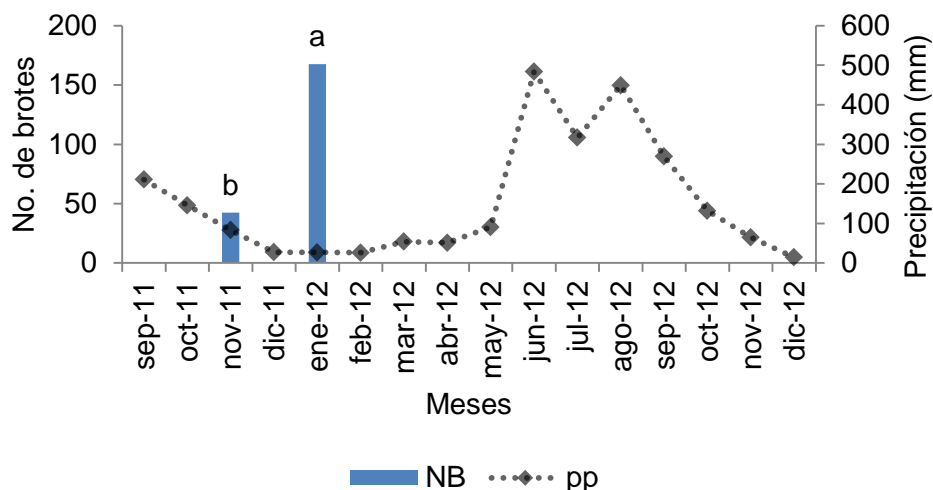 No. de brotes
200
150
100
50
0
b
a
600
500
400
300
200
100
0
Precipitación (mm)
sep-11
oct-11
nov-11
dic-11
ene-12
feb-12
mar-12
abr-12
may-12
jun-12
jul-12
ago-12
sep-12
oct-12
nov-12
dic-12
Meses
NB pp